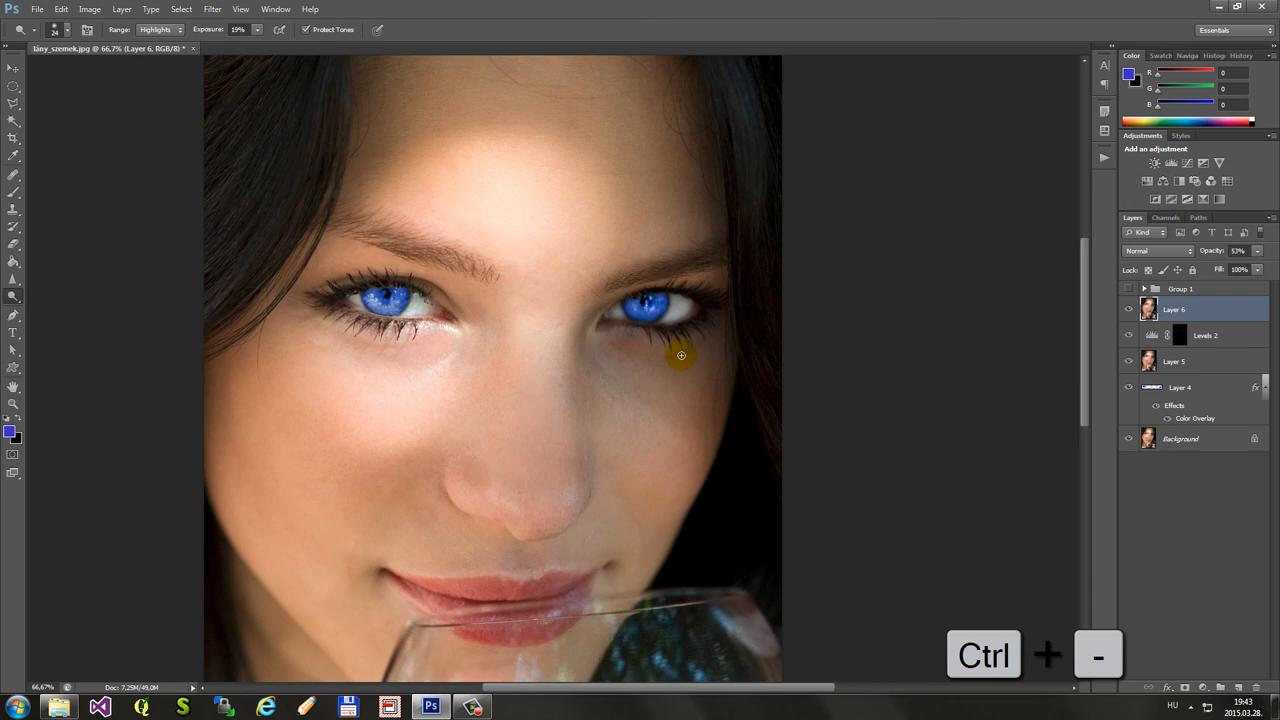 Ps File Edit Image Layer Type Select Filter View Window Help
24 Range: Highlights Exposure: 19% Protect Tones Essentials
lány_szemek.jpg @ 66,7% (Layer 6, RGB/8) * ×
Color Swatch Naviga Histog History
R 0
G 0
B 0
Adjustments Styles
Add an adjustment
Layers Channels Paths
Kind
Normal Opacity: 53%
Lock: Fill: 100%
Group 1
Layer 6
Levels 2
Layer 5
Layer 4 fx
Effects
Color Overlay
Background
Ctrl + -
66,67% Doc: 7,25M/49,0M
HU 19:43
2015.03.28.